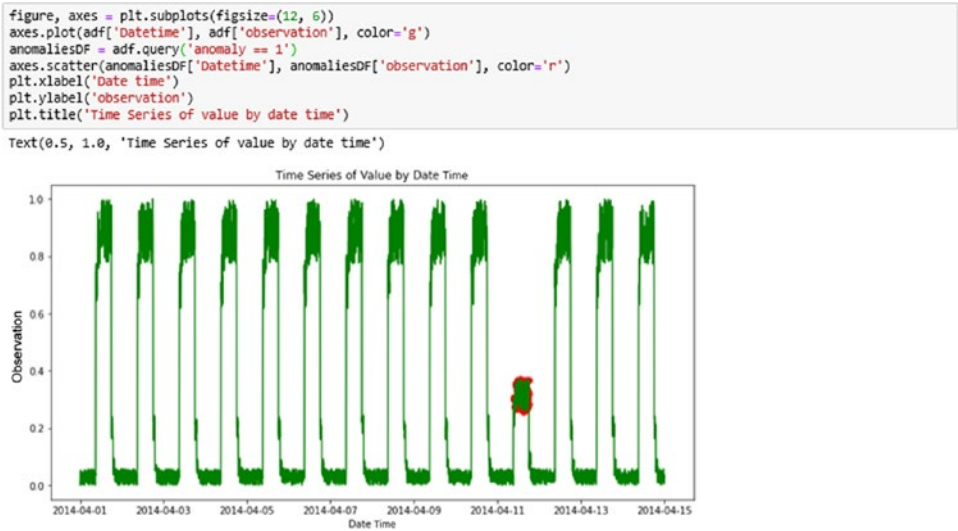 figure, axes = plt.subplots(figsize=(12, 6))
axes.plot(adf['Datetime'], adf['observation'], color='g')
anomaliesDF = adf.query('anomaly == 1')
axes.scatter(anomaliesDF['Datetime'], anomaliesDF['observation'], color='r')
plt.xlabel('Date time')
plt.ylabel('observation')
plt.title('Time Series of value by date time')
Text(0.5, 1.0, 'Time Series of value by date time')
Time Series of Value by Date Time
1.0
0.8
0.6
0.4
0.2
0.0
Observation
2014-04-01 2014-04-03 2014-04-05 2014-04-07 2014-04-09 2014-04-11 2014-04-13 2014-04-15
Date Time